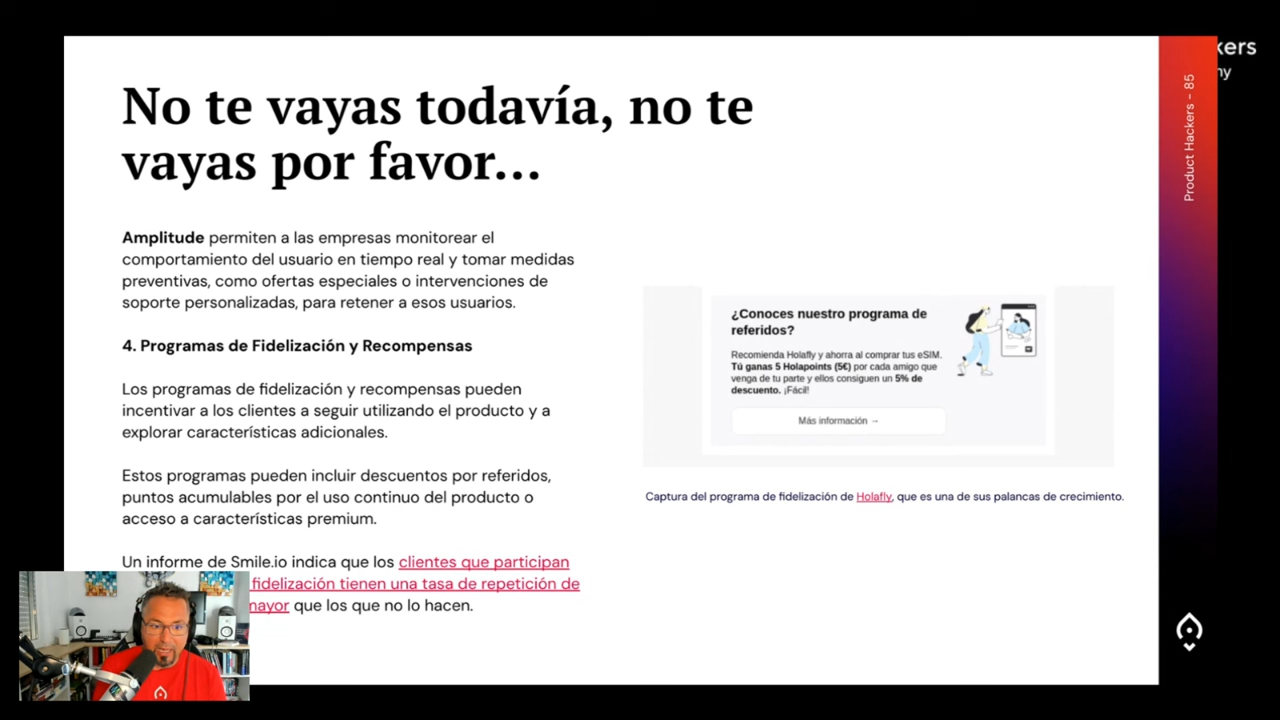 No te vayas todavía, no te
vayas por favor...
Amplitude permiten a las empresas monitorear el
comportamiento del usuario en tiempo real y tomar medidas
preventivas, como ofertas especiales o intervenciones de
soporte personalizadas, para retener a esos usuarios.
4. Programas de Fidelización y Recompensas
Los programas de fidelización y recompensas pueden
incentivar a los clientes a seguir utilizando el producto y a
explorar características adicionales.
Estos programas pueden incluir descuentos por referidos,
puntos acumulables por el uso continuo del producto o
acceso a características premium.
Un informe de Smile.io indica que los clientes que participan
fidelización tienen una tasa de repetición de
mayor que los que no lo hacen.
¿Conoces nuestro programa de
referidos?
Recomienda Holafly y ahorra al comprar tus eSIM.
Tú ganas 5 Holapoints (5€) por cada amigo que
venga de tu parte y ellos consiguen un 5% de
descuento. ¡Fácil!
Más información →
Captura del programa de fidelización de Holafly, que es una de sus palancas de crecimiento.
Product Hackers – 85
kers
my